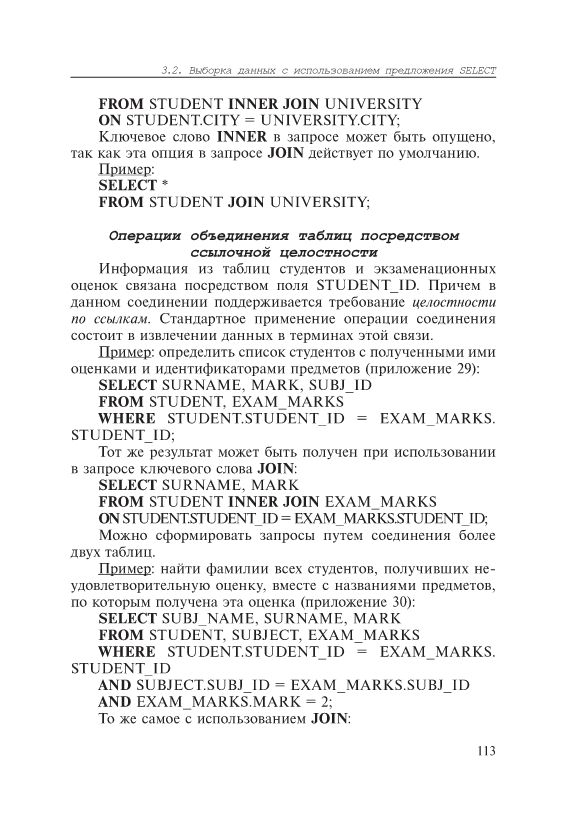 3.2. Выборка данных с использованием предложения SELECT
FROM STUDENT INNER JOIN UNIVERSITY
ON STUDENT.CITY = UNIVERSITY.CITY;
Ключевое слово INNER в запросе может быть опущено,
так как эта опция в запросе JOIN действует по умолчанию.
Пример:
SELECT *
FROM STUDENT JOIN UNIVERSITY;
Операции объединения таблиц посредством
ссылочной целостности
Информация из таблиц студентов и экзаменационных
оценок связана посредством поля STUDENT_ID. Причем в
данном соединении поддерживается требование целостности
по ссылкам. Стандартное применение операции соединения
состоит в извлечении данных в терминах этой связи.
Пример: определить список студентов с полученными ими
оценками и идентификаторами предметов (приложение 29):
SELECT SURNAME, MARK, SUBJ_ID
FROM STUDENT, EXAM_MARKS
WHERE STUDENT.STUDENT_ID = EXAM_MARKS.
STUDENT_ID;
Тот же результат может быть получен при использовании
в запросе ключевого слова JOIN:
SELECT SURNAME, MARK
FROM STUDENT INNER JOIN EXAM_MARKS
ON STUDENT.STUDENT_ID = EXAM_MARKS.STUDENT_ID;
Можно сформировать запросы путем соединения более
двух таблиц.
Пример: найти фамилии всех студентов, получивших не-
удовлетворительную оценку, вместе с названиями предметов,
по которым получена эта оценка (приложение 30):
SELECT SUBJ_NAME, SURNAME, MARK
FROM STUDENT, SUBJECT, EXAM_MARKS
WHERE STUDENT.STUDENT_ID = EXAM_MARKS.
STUDENT_ID
AND SUBJECT.SUBJ_ID = EXAM_MARKS.SUBJ_ID
AND EXAM_MARKS.MARK = 2;
То же самое с использованием JOIN:
113